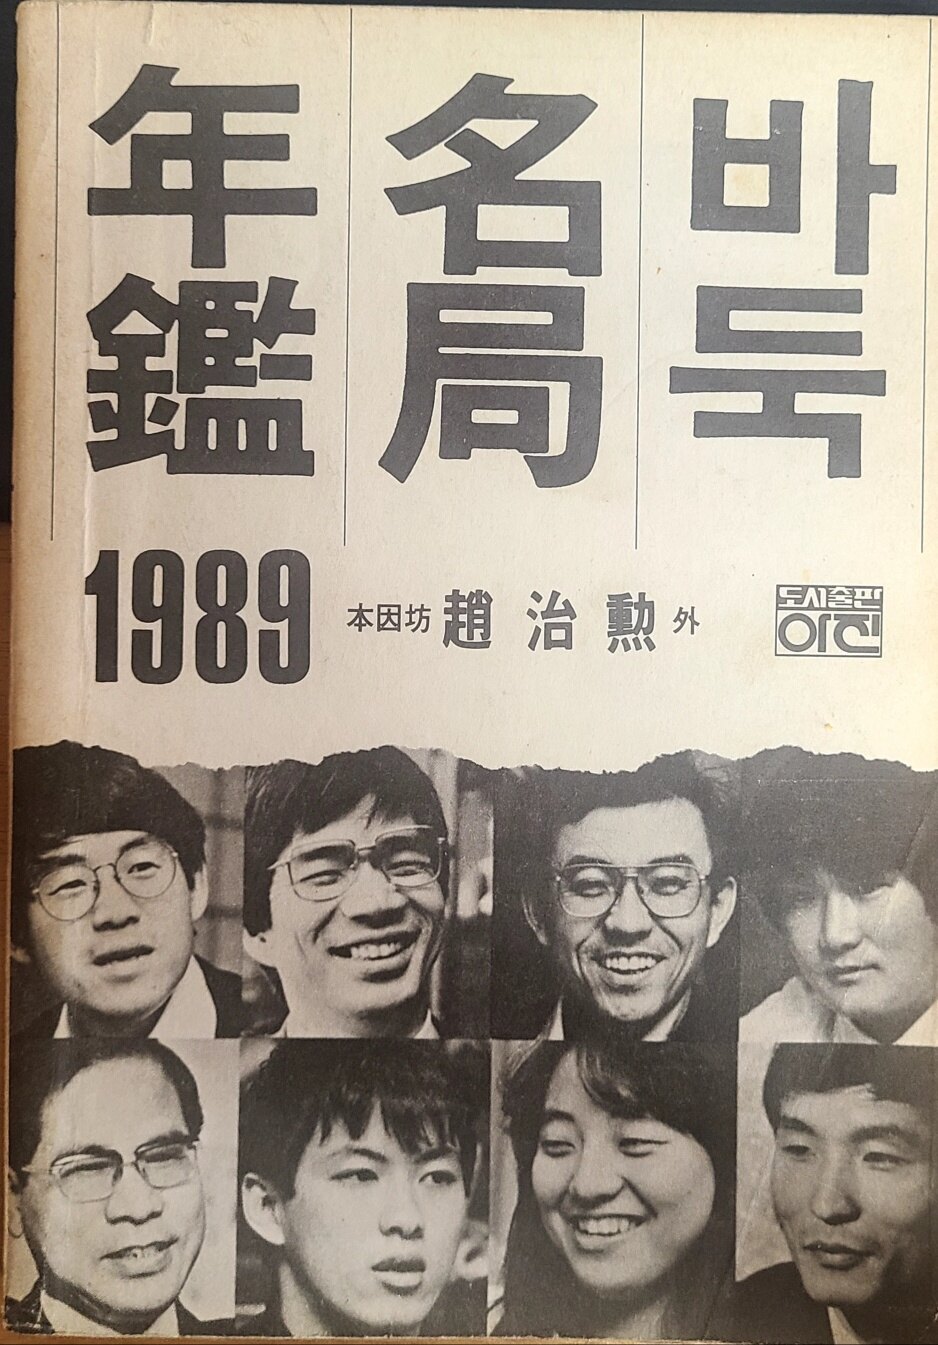 바둑
名局
年鑑
1989
本因坊 趙治勲 外
도서출판
아진